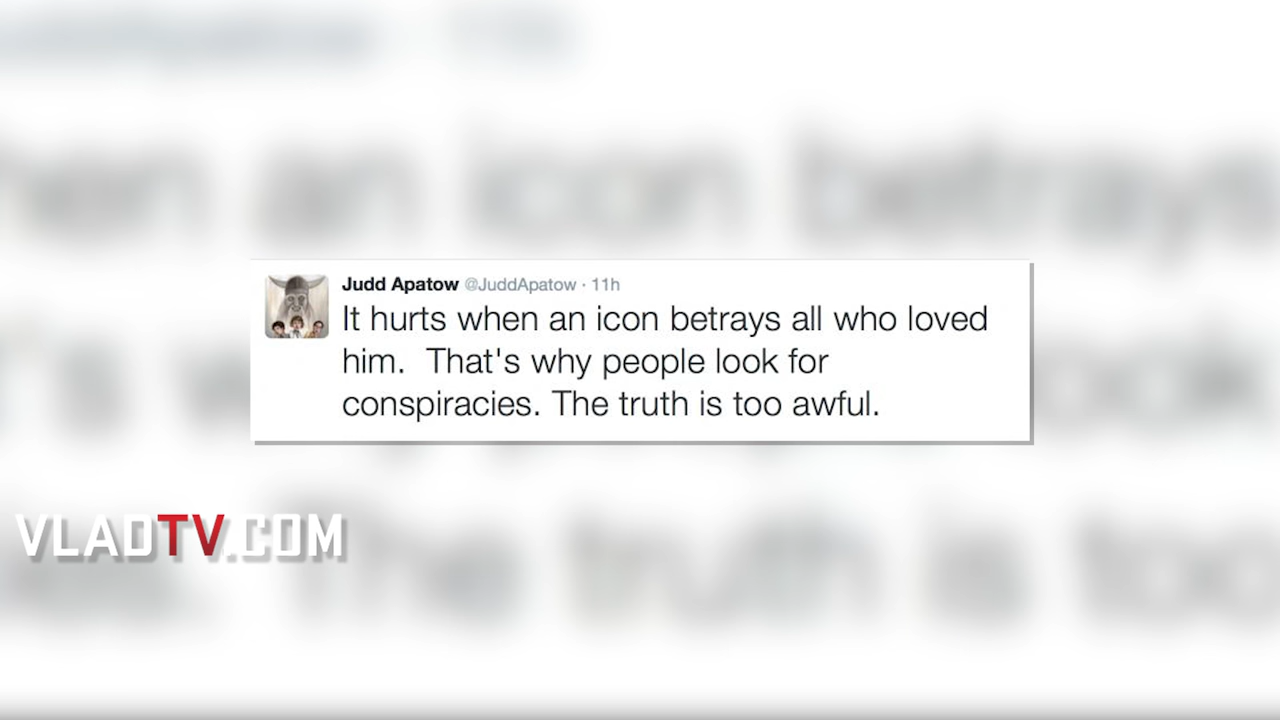 Judd Apatow @JuddApatow · 11h
It hurts when an icon betrays all who loved
him.  That's why people look for
conspiracies. The truth is too awful.
VLADTV.COM